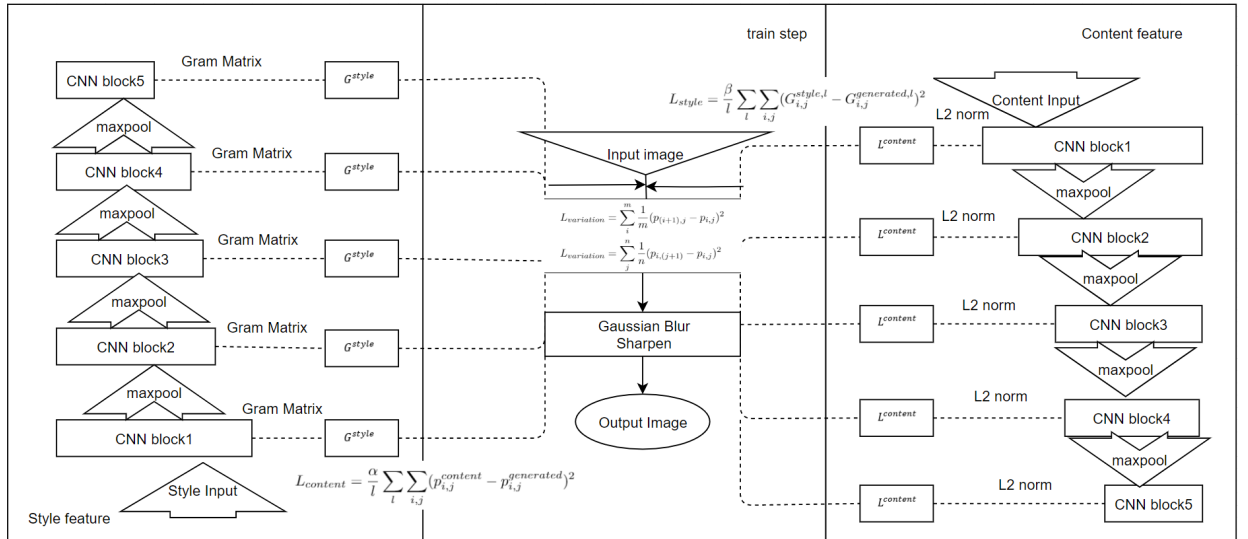 train step
Content feature
CNN block5
Gram Matrix
G^{style}
L_{style} = \frac{\beta}{l} \sum_{l} \sum_{i,j} (G_{i,j}^{style,l} - G_{i,j}^{generated,l})^2
Content Input
L2 norm
maxpool
Gram Matrix
Input image
L^{content}
CNN block1
CNN block4
G^{style}
maxpool
maxpool
L_{variation} = \sum_{i}^{m} \frac{1}{m} (p_{(i+1),j} - p_{i,j})^2
L2 norm
Gram Matrix
L^{content}
CNN block2
CNN block3
G^{style}
L_{variation} = \sum_{j}^{n} \frac{1}{n} (p_{i,(j+1)} - p_{i,j})^2
maxpool
maxpool
L2 norm
Gram Matrix
Gaussian Blur
Sharpen
L^{content}
CNN block3
CNN block2
G^{style}
maxpool
maxpool
L2 norm
Gram Matrix
Output Image
L^{content}
CNN block4
CNN block1
G^{style}
maxpool
Style Input
L_{content} = \frac{\alpha}{l} \sum_{l} \sum_{i,j} (p_{i,j}^{content} - p_{i,j}^{generated})^2
L2 norm
L^{content}
CNN block5
Style feature